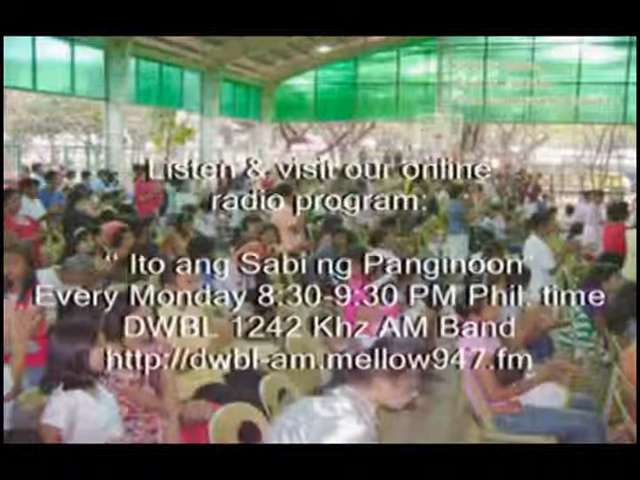 Listen & visit our online
radio program:
“ Ito ang Sabi ng Panginoon
Every Monday 8:30-9:30 PM Phil. time
DWBL 1242 Khz AM Band
http://dwbl-am.mellow947.fm